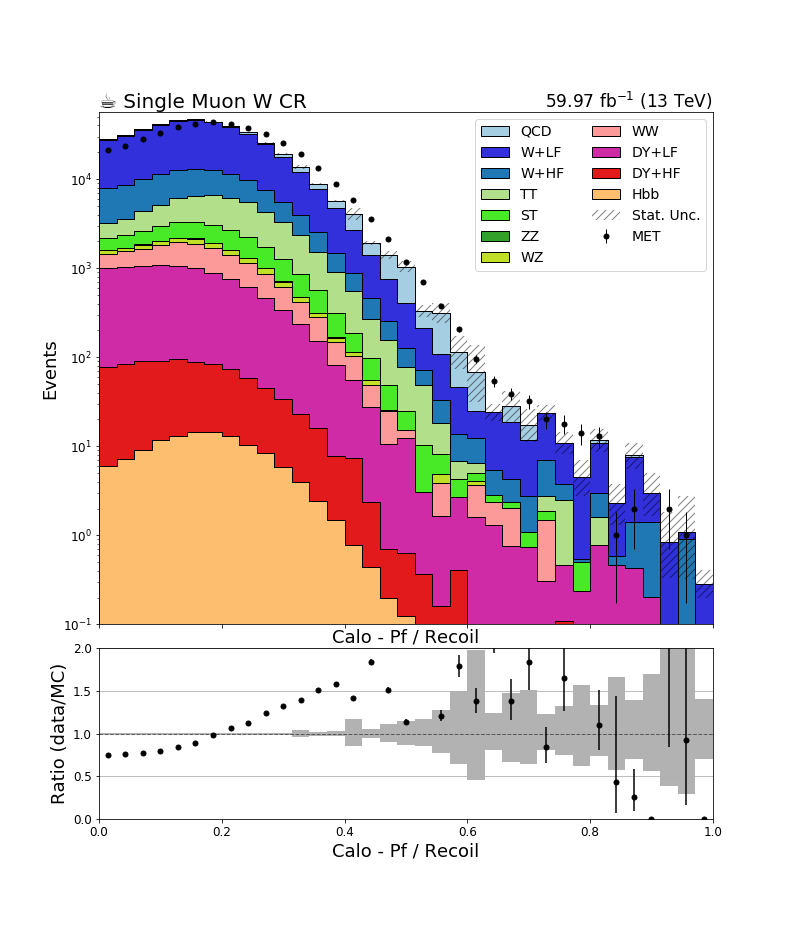 ☕ Single Muon W CR
59.97 fb⁻¹ (13 TeV)
QCD
W+LF
W+HF
TT
ST
ZZ
WZ
WW
DY+LF
DY+HF
Hbb
Stat. Unc.
MET
Events
10⁴
10³
10²
10¹
10⁰
10⁻¹
Calo - Pf / Recoil
Ratio (data/MC)
2.0
1.5
1.0
0.5
0.0
0.0 0.2 0.4 0.6 0.8 1.0
Calo - Pf / Recoil